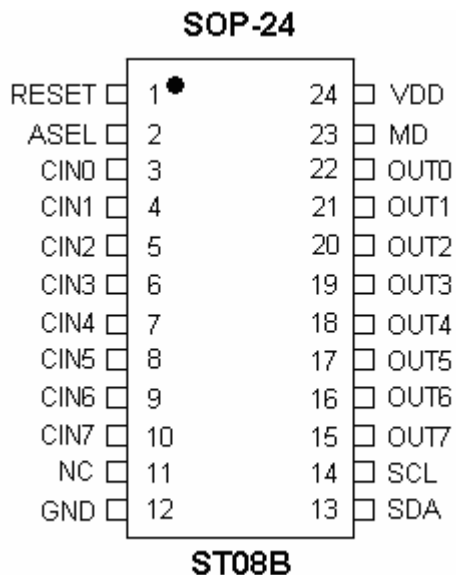 SOP-24
RESET 1 24 VDD
ASEL 2 23 MD
CIN0 3 22 OUT0
CIN1 4 21 OUT1
CIN2 5 20 OUT2
CIN3 6 19 OUT3
CIN4 7 18 OUT4
CIN5 8 17 OUT5
CIN6 9 16 OUT6
CIN7 10 15 OUT7
NC 11 14 SCL
GND 12 13 SDA
ST08B